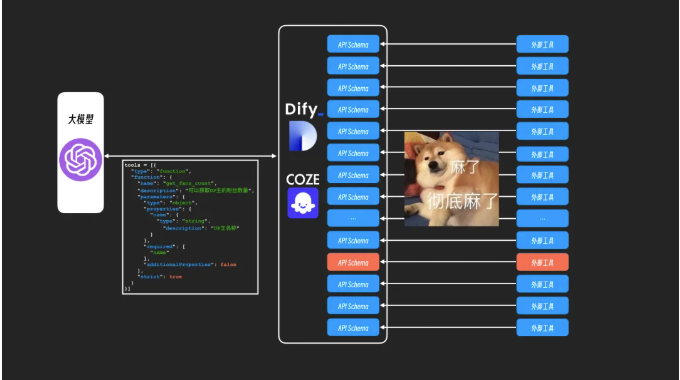 大模型
tools = [{
"type": "function",
"function": {
"name": "get_fans_count",
"description": "可以获取UP主的粉丝数量",
"parameters": {
"type": "object",
"properties": {
"name": {
"type": "string",
"description": "UP主名称"
}
},
"required": [
"name"
],
"additionalProperties": false
},
"strict": true
}
}]
Dify_
COZE
API Schema
API Schema
API Schema
API Schema
API Schema
API Schema
API Schema
API Schema
...
API Schema
API Schema
API Schema
API Schema
API Schema
麻了
彻底麻了
外部工具
外部工具
外部工具
外部工具
外部工具
外部工具
外部工具
外部工具
...
外部工具
外部工具
外部工具
外部工具
外部工具